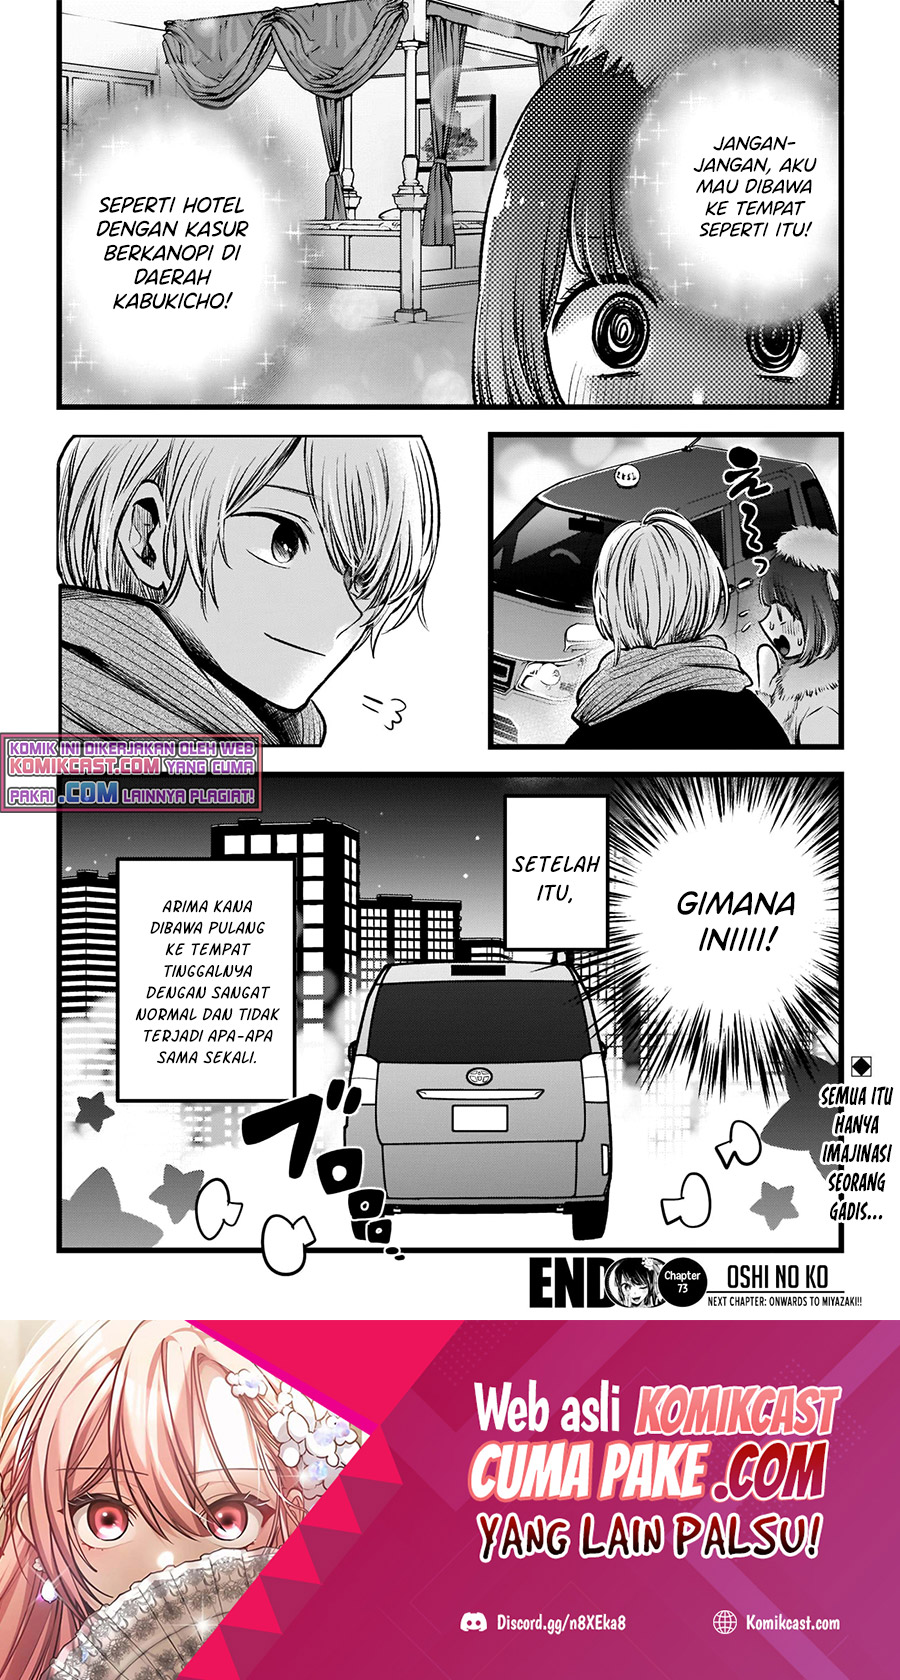 JANGAN-
JANGAN, AKU
MAU DIBAWA
KE TEMPAT
SEPERTI ITU!
SEPERTI HOTEL
DENGAN KASUR
BERKANOPI DI
DAERAH
KABUKICHO!
え〜っ
KOMIK INI DIKERJAKAN OLEH WEB
KOMIKCAST.COM YANG CUMA
PAKAI .COM LAINNYA PLAGIAT!
GIMANA
INIIII!
SETELAH
ITU,
ARIMA KANA
DIBAWA PULANG
KE TEMPAT
TINGGALNYA
DENGAN SANGAT
NORMAL DAN TIDAK
TERJADI APA-APA
SAMA SEKALI.
ブロロ
SEMUA ITU
HANYA
IMAJINASI
SEORANG
GADIS...
END
Chapter
73
OSHI NO KO
NEXT CHAPTER: ONWARDS TO MIYAZAKI!!
Web asli KOMIKCAST
CUMA PAKE .COM
YANG LAIN PALSU!
Discord.gg/n8XEka8
Komikcast.com